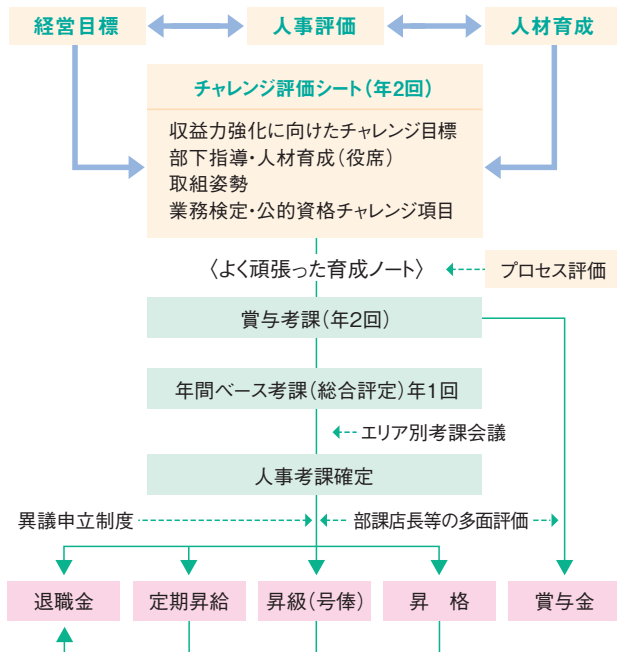 経営目標
人事評価
人材育成
チャレンジ評価シート(年2回)
収益力強化に向けたチャレンジ目標
部下指導・人材育成(役席)
取組姿勢
業務検定・公的資格チャレンジ項目
〈よく頑張った育成ノート〉
プロセス評価
賞与考課(年2回)
年間ベース考課(総合評定)年1回
エリア別考課会議
人事考課確定
異議申立制度
部課店長等の多面評価
退職金
定期昇給
昇級(号俸)
昇　格
賞与金